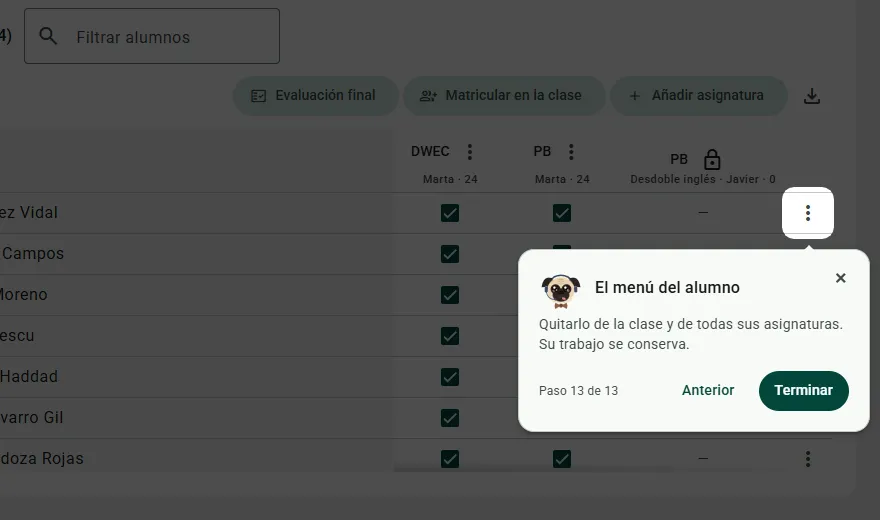 4)
Filtrar alumnos
Evaluación final
Matricular en la clase
Añadir asignatura
DWEC
PB
PB
Marta · 24
Marta · 24
Desdoble inglés · Javier · 0
ez Vidal
–
Campos
Moreno
escu
Haddad
varro Gil
doza Rojas
–
El menú del alumno
×
Quitarlo de la clase y de todas sus asignaturas.
Su trabajo se conserva.
Paso 13 de 13
Anterior
Terminar